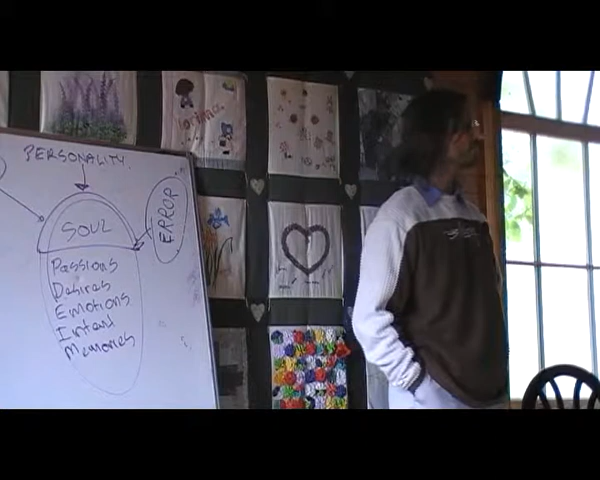 PERSONALITY
SOUL
ERROR
Passions
Desires
Emotions
Intent
Memories